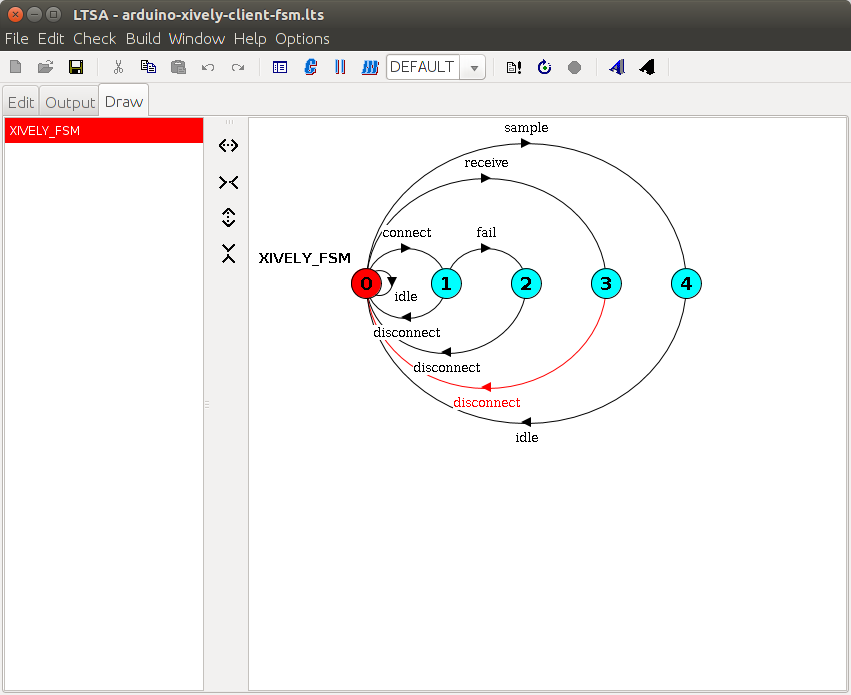 LTSA - arduino-xively-client-fsm.lts
File Edit Check Build Window Help Options
DEFAULT
Edit Output Draw
XIVELY_FSM
sample
receive
connect
fail
XIVELY_FSM
0 1 2 3 4
idle
disconnect
disconnect
disconnect
idle